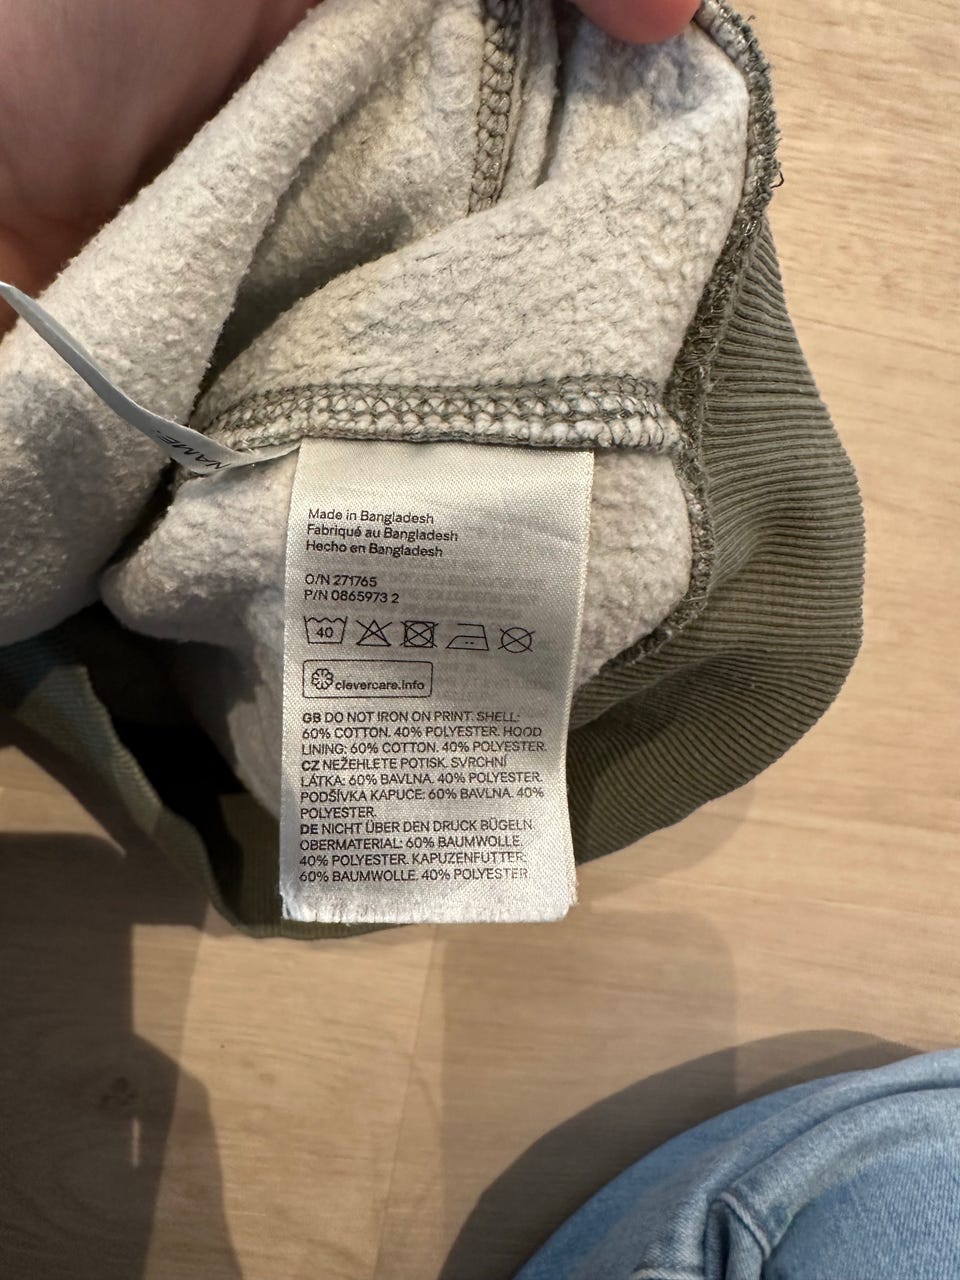 NAME:
Made in Bangladesh
Fabriqué au Bangladesh
Hecho en Bangladesh
O/N 271765
P/N 0865973 2
40
clevercare.info
GB DO NOT IRON ON PRINT. SHELL:
60% COTTON. 40% POLYESTER. HOOD
LINING: 60% COTTON. 40% POLYESTER.
CZ NEŽEHLETE POTISK. SVRCHNÍ
LÁTKA: 60% BAVLNA. 40% POLYESTER.
PODŠÍVKA KAPUCE: 60% BAVLNA. 40%
POLYESTER.
DE NICHT ÜBER DEN DRUCK BÜGELN.
OBERMATERIAL: 60% BAUMWOLLE.
40% POLYESTER. KAPUZENFUTTER:
60% BAUMWOLLE. 40% POLYESTER.